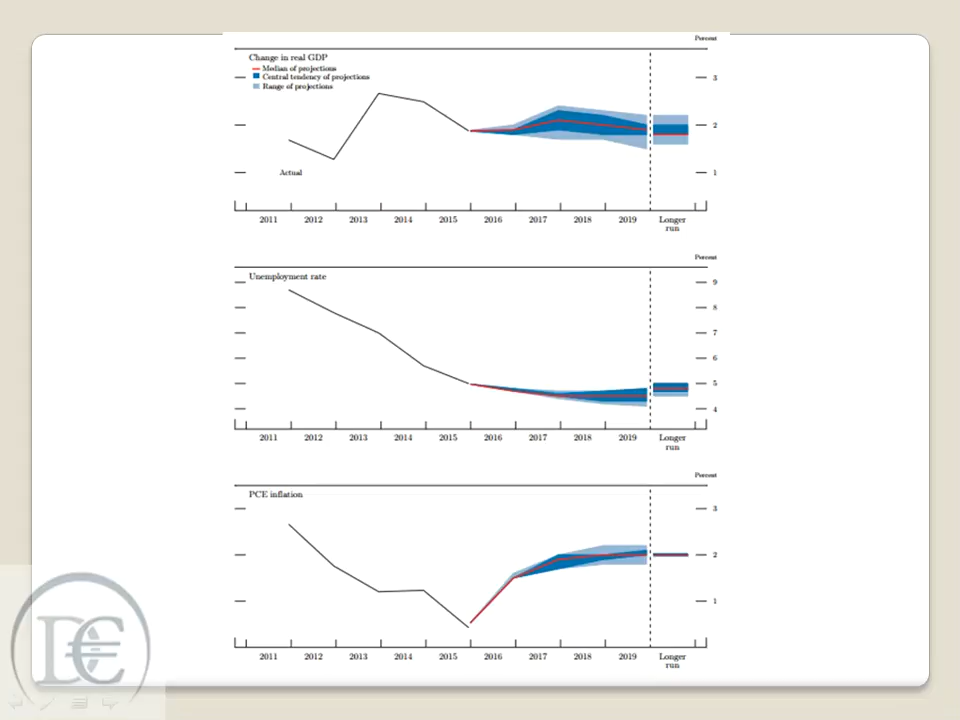 Percent
Change in real GDP
Median of projections
Central tendency of projections
Range of projections
3
2
Actual
1
2011 2012 2013 2014 2015 2016 2017 2018 2019 Longer
run
Percent
Unemployment rate
9
8
7
6
5
4
2011 2012 2013 2014 2015 2016 2017 2018 2019 Longer
run
Percent
PCE inflation
3
2
1
2011 2012 2013 2014 2015 2016 2017 2018 2019 Longer
run